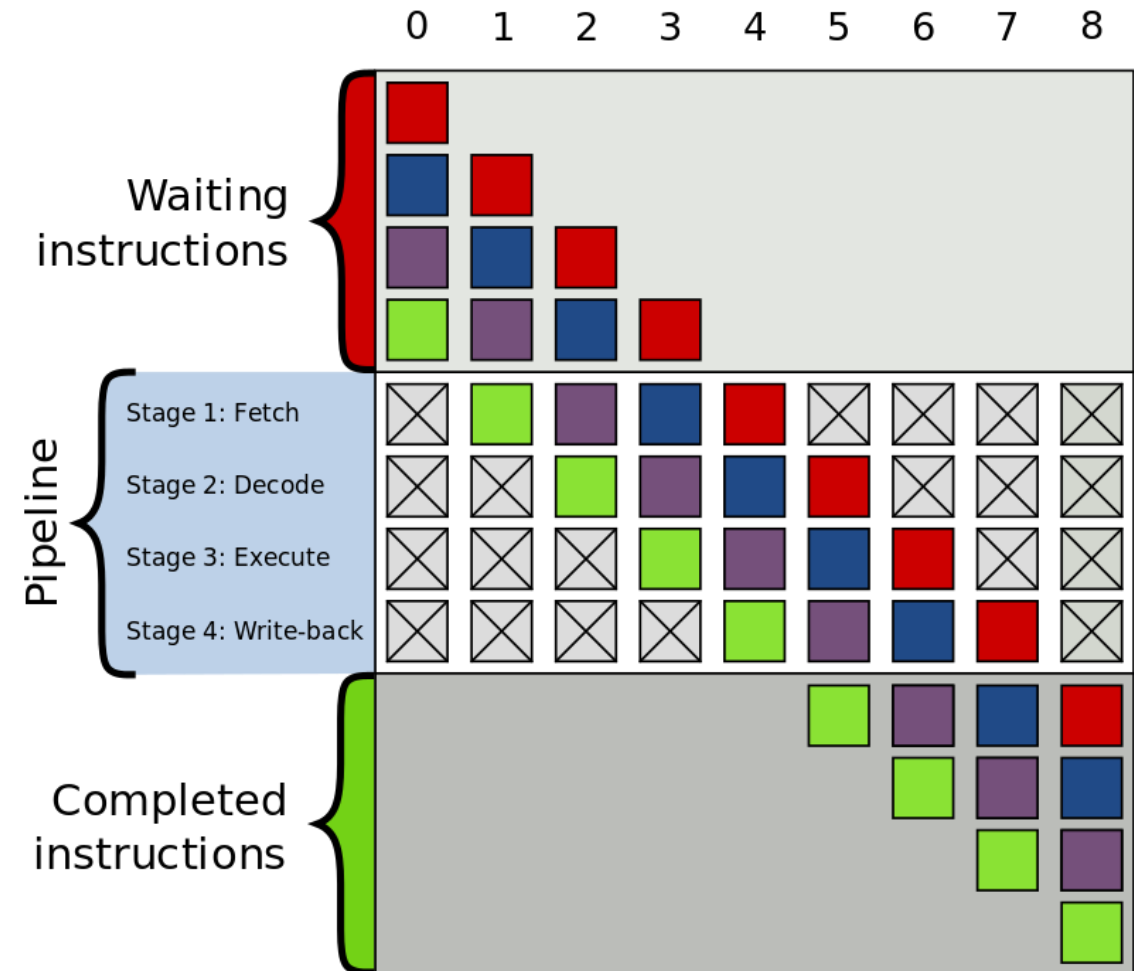 0 1 2 3 4 5 6 7 8
Waiting
instructions
Pipeline
Stage 1: Fetch
Stage 2: Decode
Stage 3: Execute
Stage 4: Write-back
Completed
instructions